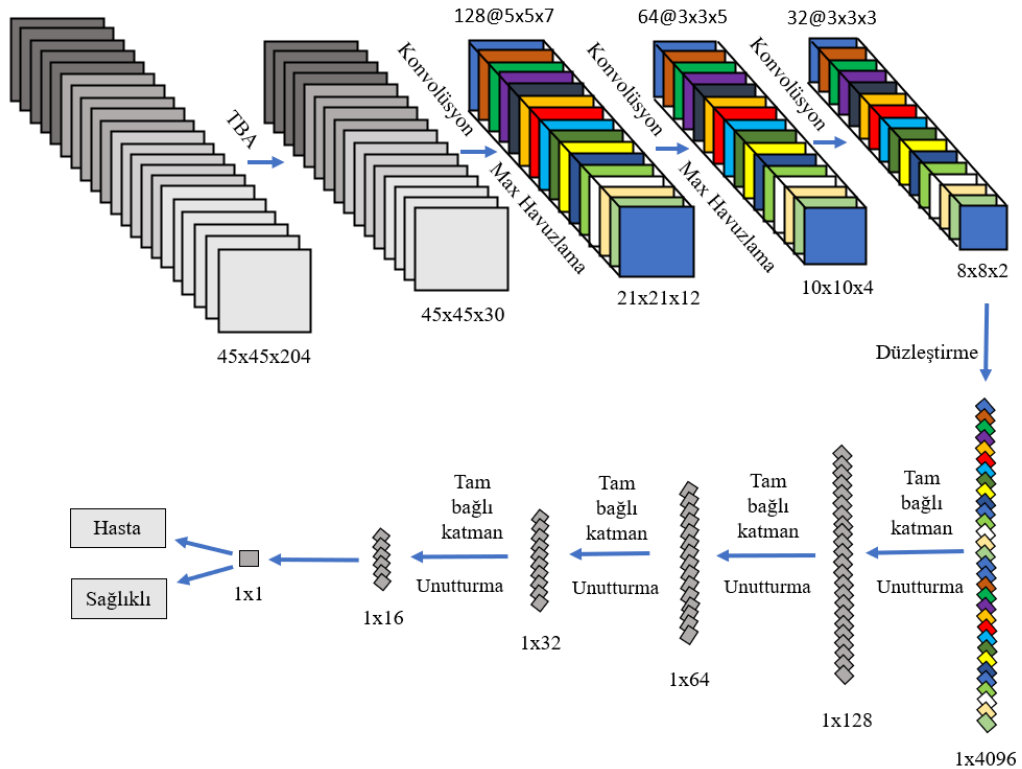 128@5x5x7
64@3x3x5
32@3x3x3
TBA
Konvolüsyon
Max Havuzlama
Konvolüsyon
Max Havuzlama
Konvolüsyon
45x45x204
45x45x30
21x21x12
10x10x4
8x8x2
Düzleştirme
Tam
bağlı
katman
Unutturma
Tam
bağlı
katman
Unutturma
Tam
bağlı
katman
Unutturma
Tam
bağlı
katman
Unutturma
Hasta
Sağlıklı
1x1
1x16
1x32
1x64
1x128
1x4096